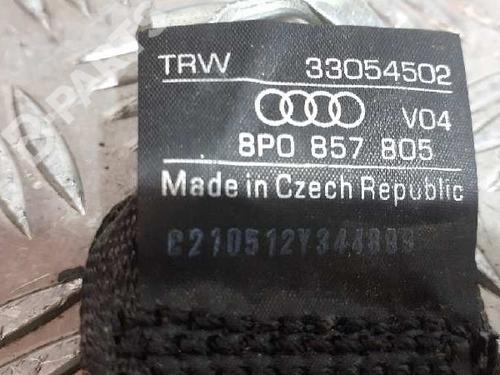 TRW 33054502
V04
8P0 857 805
Made in Czech Republic